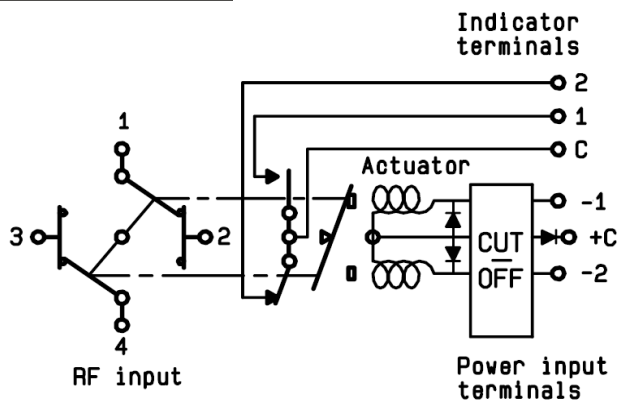 Indicator
terminals
2
1
C
1
Actuator
-1
3
2
CUT
OFF
+C
-2
4
RF input
Power input
terminals